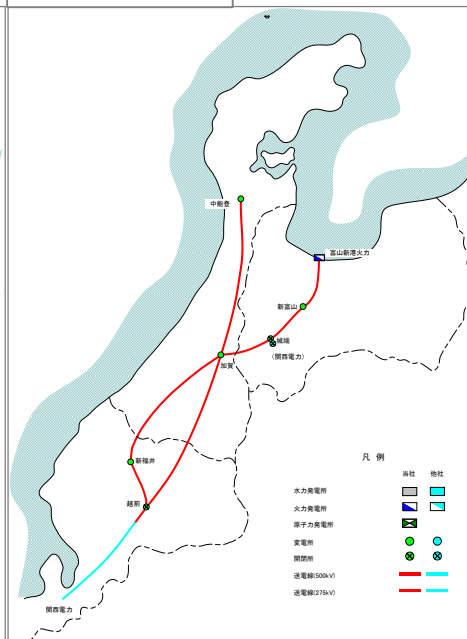 中能登
富山新港火力
新富山
城端
(関西電力)
加賀
新福井
越前
関西電力
凡 例
当社 他社
水力発電所
火力発電所
原子力発電所
変電所
開閉所
送電線(500kV)
送電線(275kV)